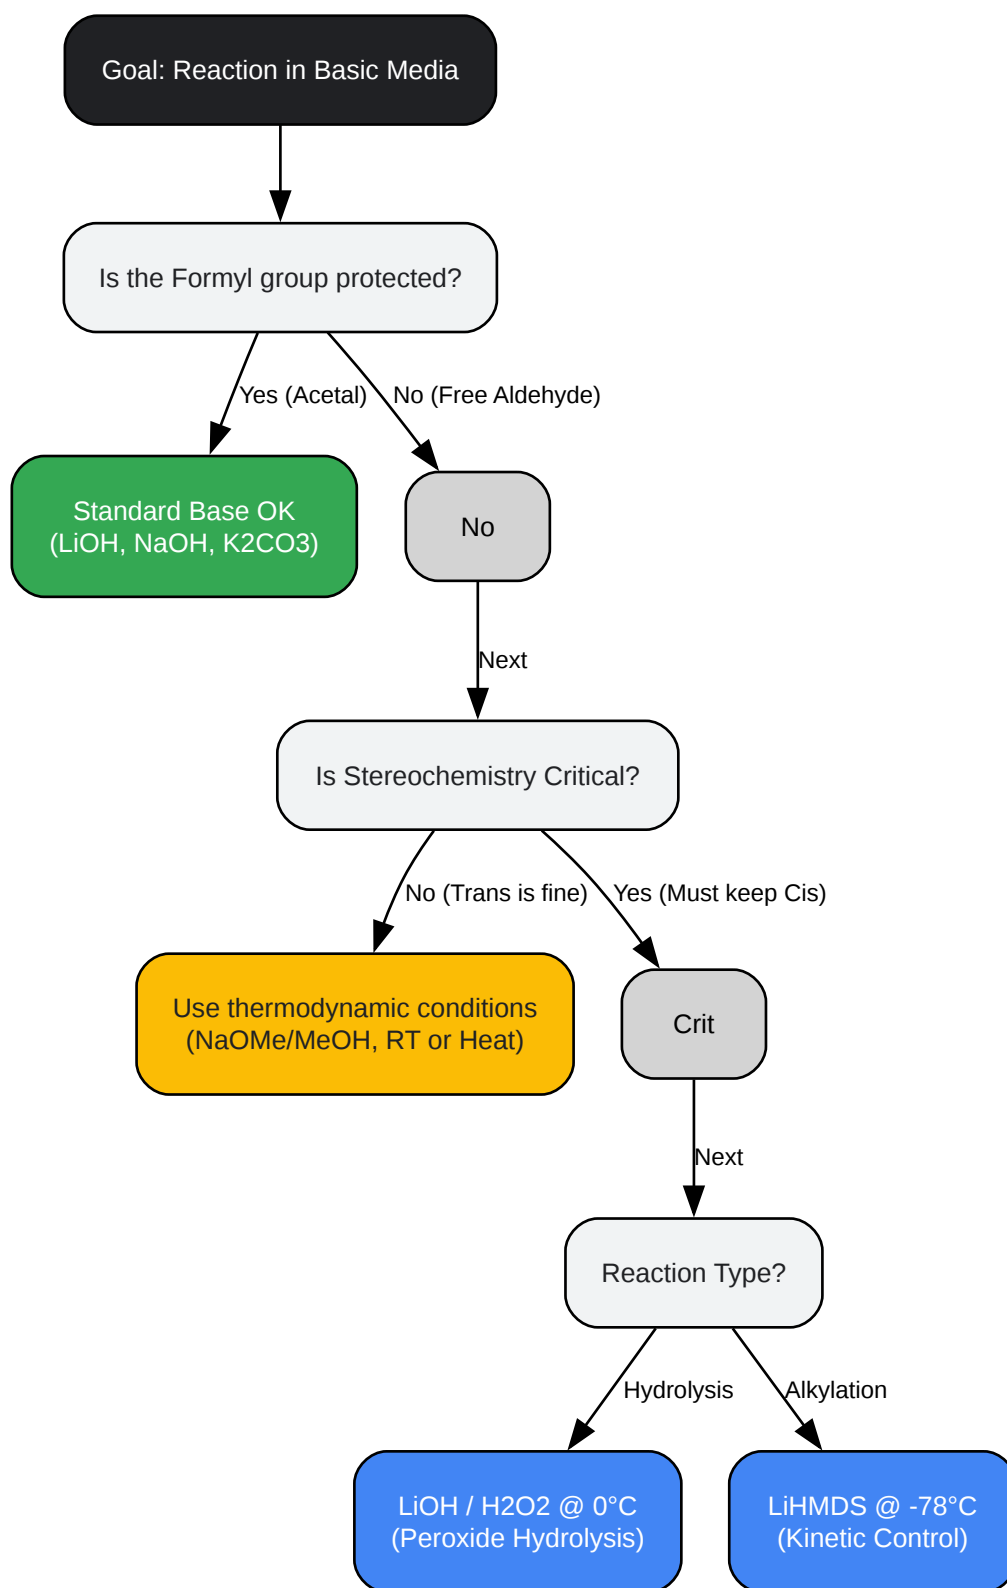 Goal: Reaction in Basic Media
Is the Formyl group protected?
Yes (Acetal)
No (Free Aldehyde)
Standard Base OK
(LiOH, NaOH, K2CO3)
No
Next
Is Stereochemistry Critical?
No (Trans is fine)
Yes (Must keep Cis)
Use thermodynamic conditions
(NaOMe/MeOH, RT or Heat)
Crit
Next
Reaction Type?
Hydrolysis
Alkylation
LiOH / H2O2 @ 0°C
(Peroxide Hydrolysis)
LiHMDS @ -78°C
(Kinetic Control)